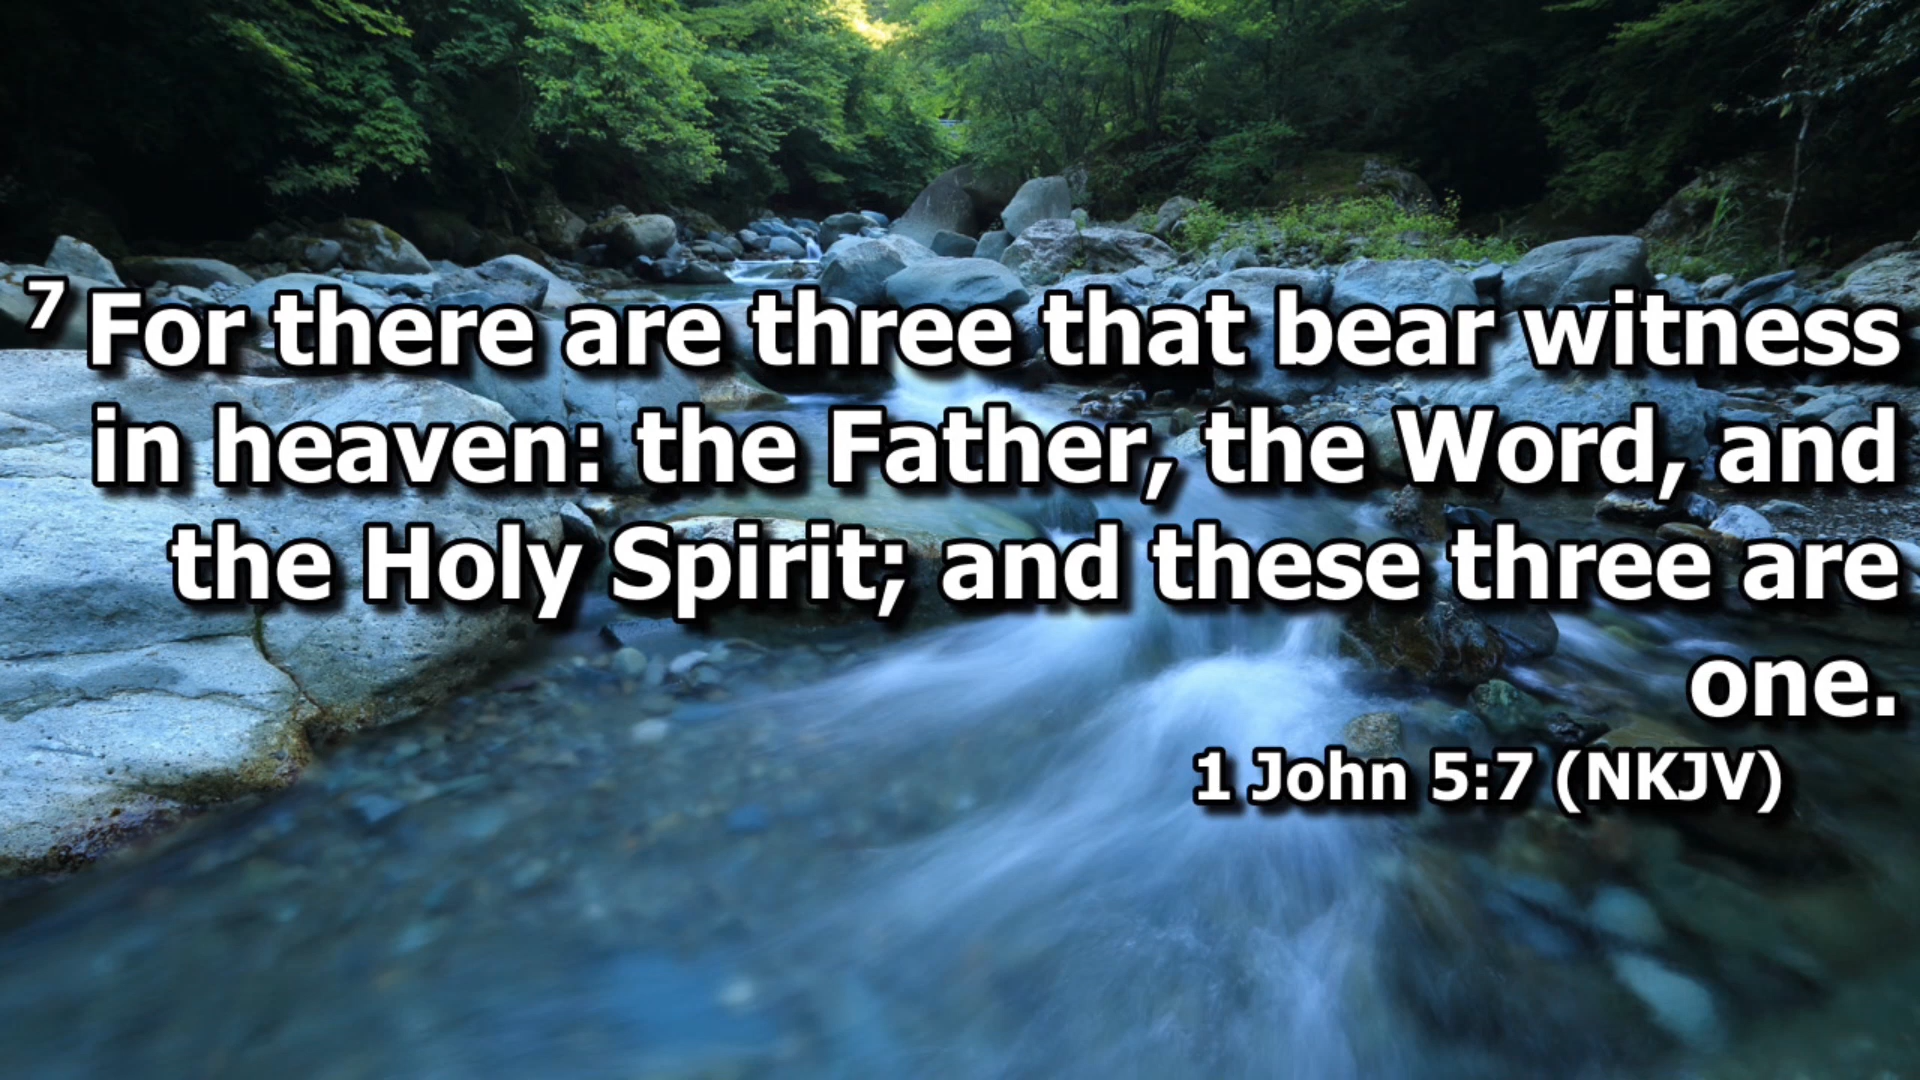 7 For there are three that bear witness
in heaven: the Father, the Word, and
the Holy Spirit; and these three are
one.
1 John 5:7 (NKJV)